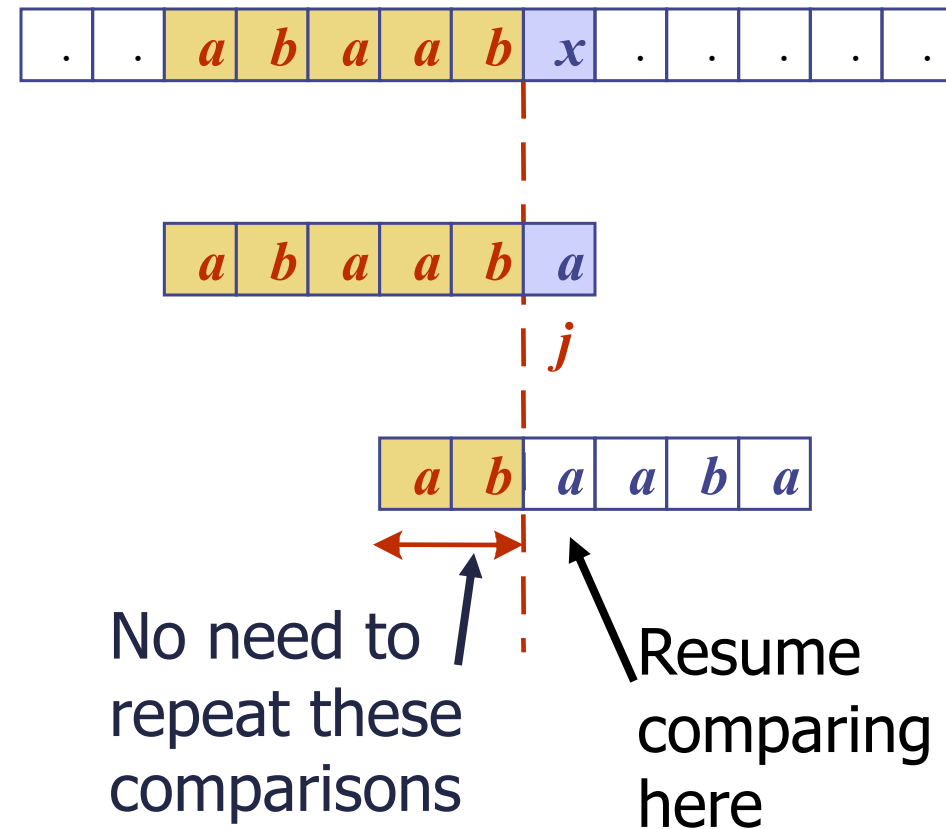 . . a b a a b x . . . . .
a b a a b a
j
a b a a b a
No need to
repeat these
comparisons
Resume
comparing
here